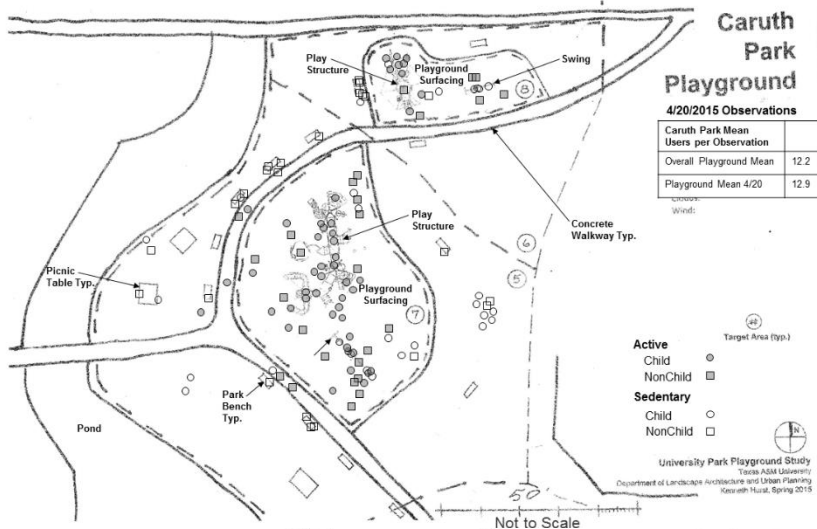 Caruth
Park
Playground
4/20/2015 Observations
Caruth Park Mean
Users per Observation
Overall Playground Mean 12.2
Playground Mean 4/20 12.9
Wind:
Play
Structure
Playground
Surfacing
Swing
8
Concrete
Walkway Typ.
Play
Structure
6
5
Picnic
Table Typ.
Playground
Surfacing
7
Target Area (typ.)
Active
Child
NonChild
Sedentary
Child
NonChild
Park
Bench
Typ.
Pond
N
University Park Playground Study
Texas A&M University
Department of Landscape Architecture and Urban Planning
Kenneth Hurst, Spring 2015
50'
Not to Scale